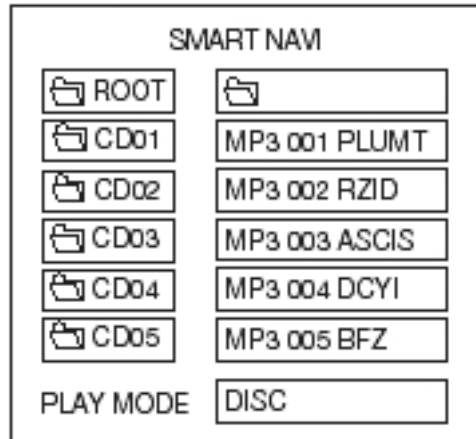 SMART NAVI
ROOT
CD01 MP3 001 PLUMT
CD02 MP3 002 RZID
CD03 MP3 003 ASCIS
CD04 MP3 004 DCYI
CD05 MP3 005 BFZ
PLAY MODE DISC